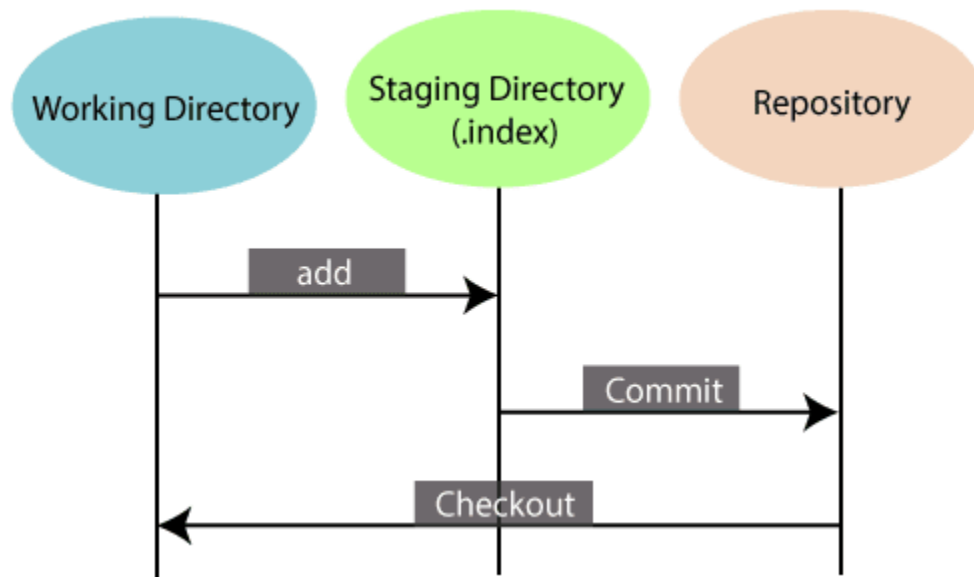 Working Directory
Staging Directory
(.index)
Repository
add
Commit
Checkout